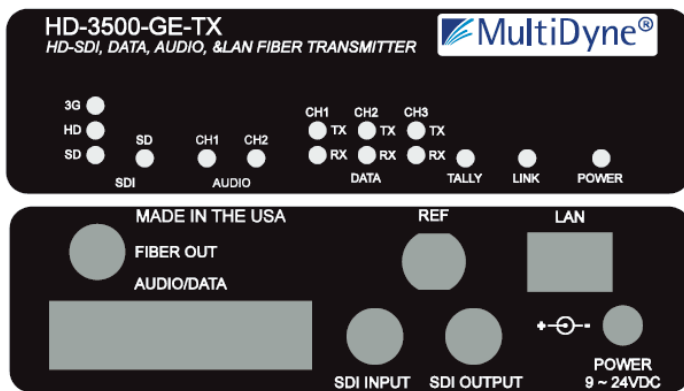 HD-3500-GE-TX
HD-SDI, DATA, AUDIO, &LAN FIBER TRANSMITTER
MultiDyne®
3G
HD
SD
SD
SDI
CH1 CH2
AUDIO
CH1 CH2 CH3
TX TX TX
RX RX RX
DATA
TALLY
LINK
POWER
MADE IN THE USA
FIBER OUT
AUDIO/DATA
REF
LAN
SDI INPUT
SDI OUTPUT
+ -
POWER
9 ~ 24VDC